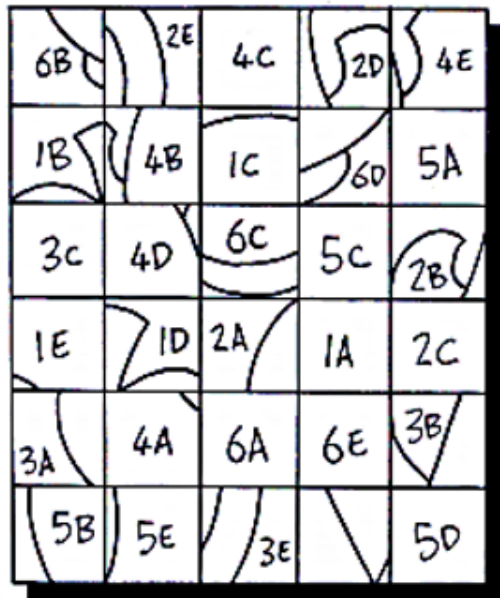 6B 2E 4C 2D 4E
1B 4B 1C 6D 5A
3C 4D 6C 5C 2B
1E 1D 2A 1A 2C
3A 4A 6A 6E 3B
5B 5E 3E 5D